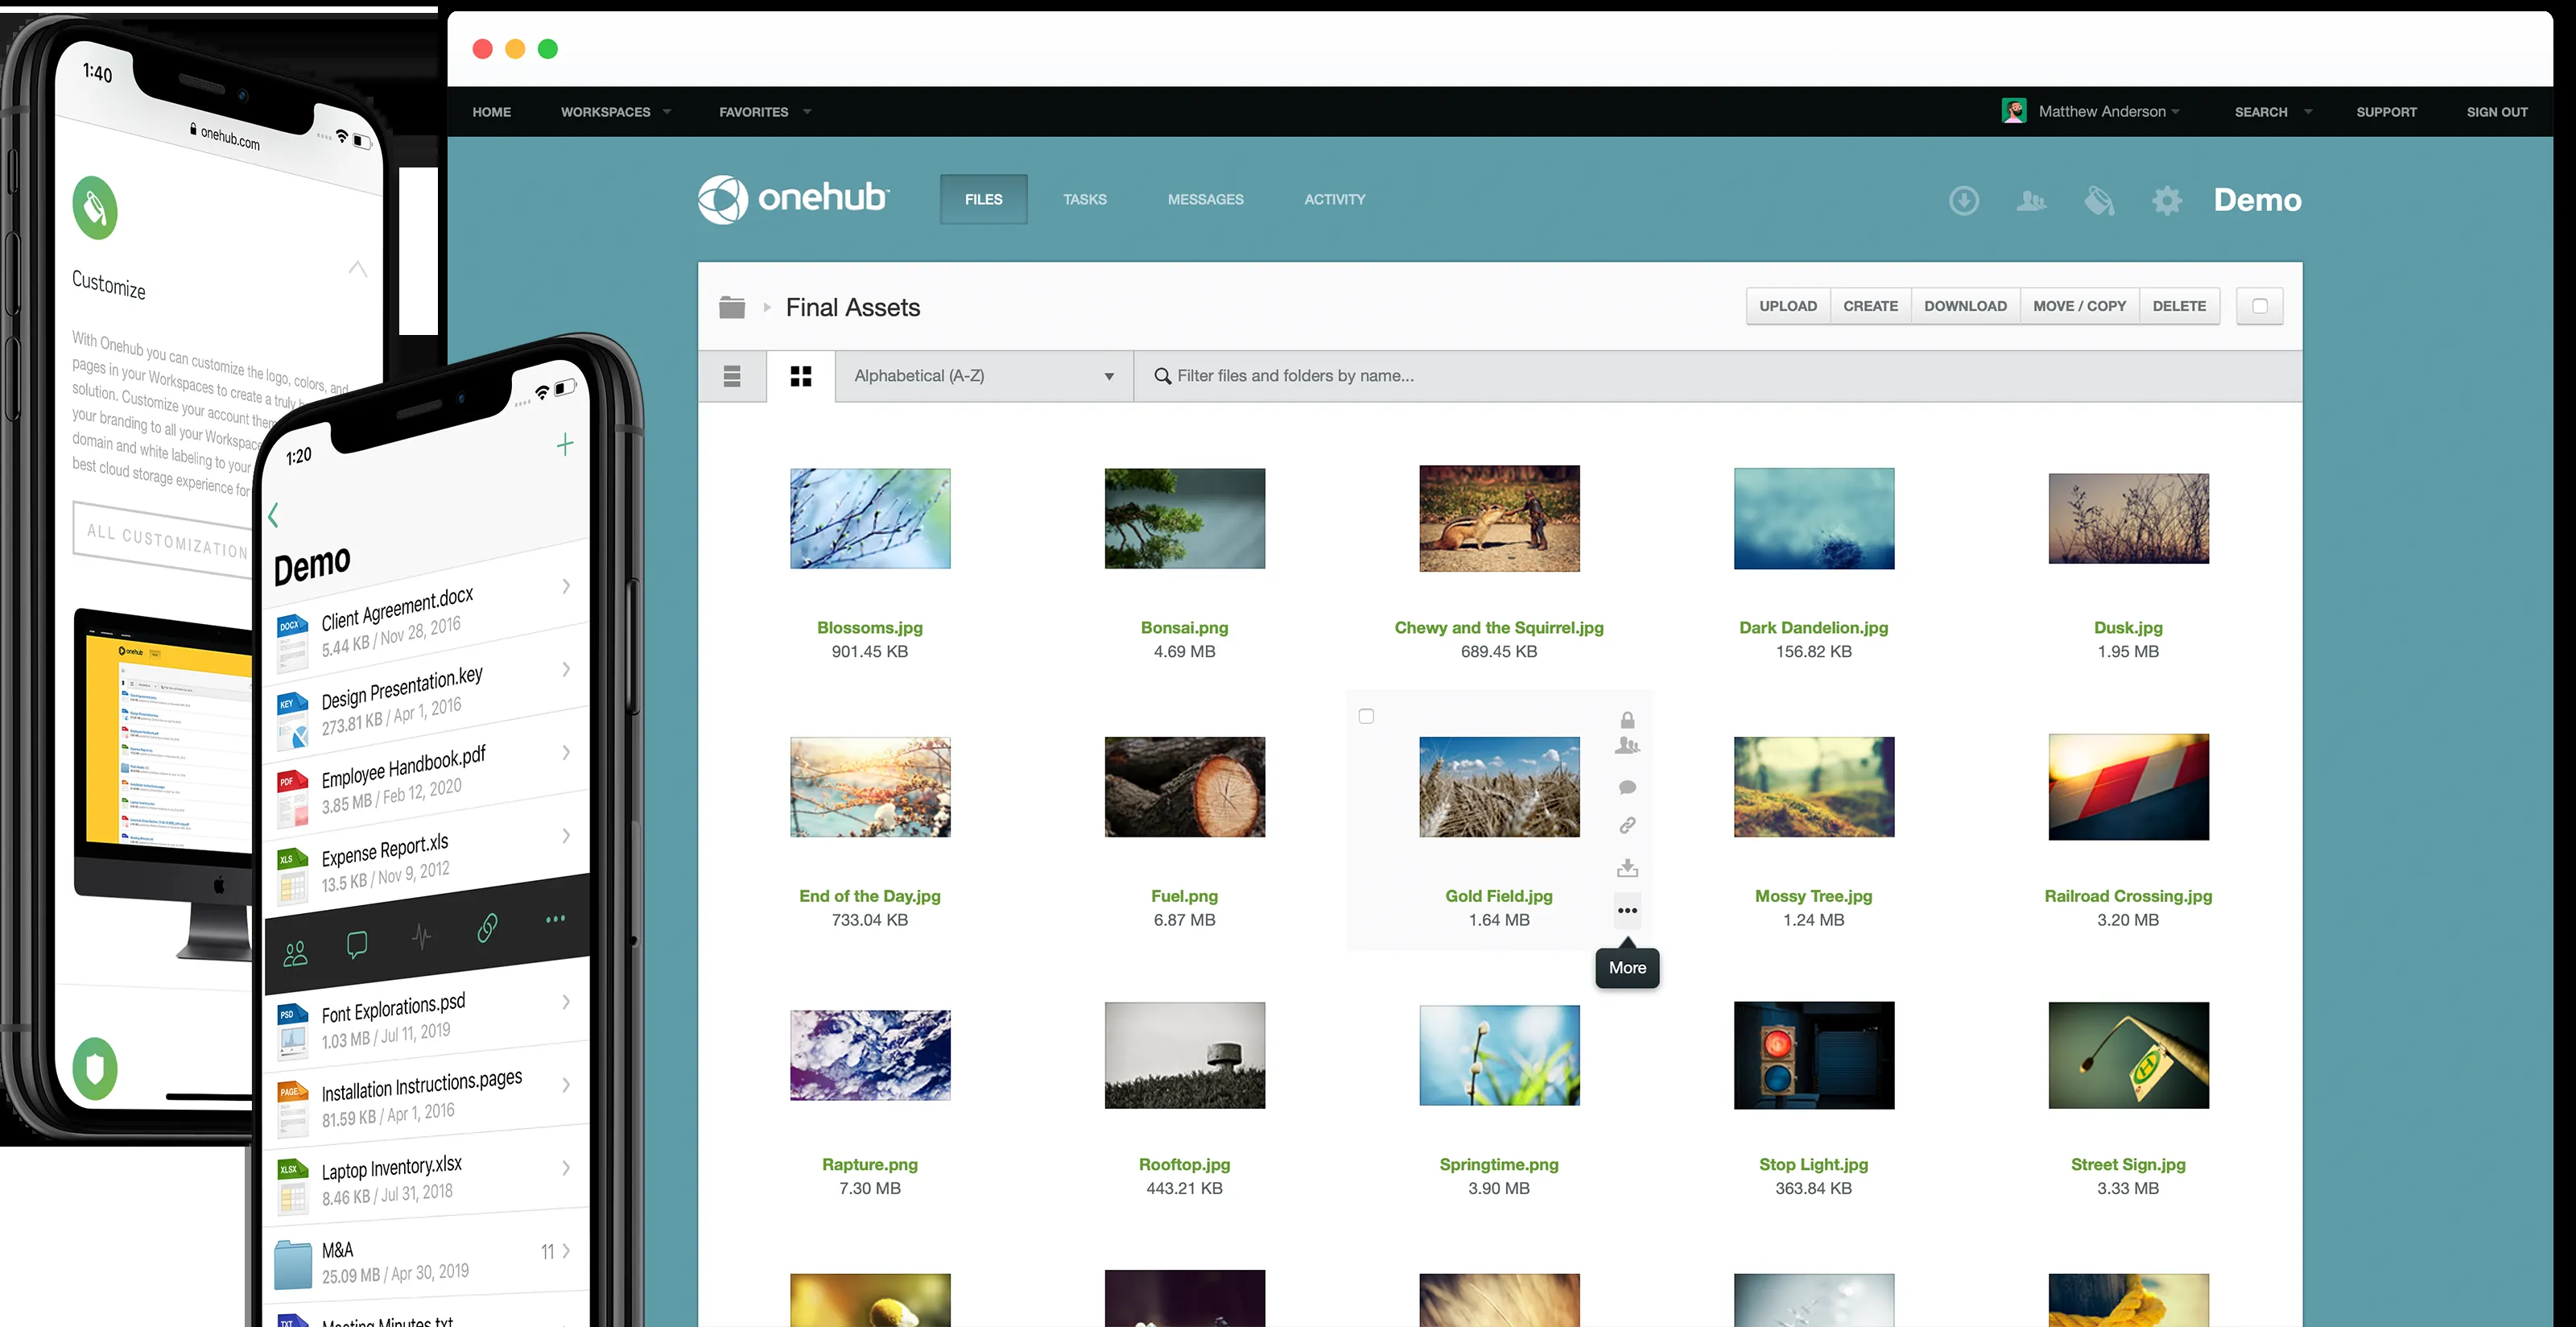 1:40
onehub.com
Customize
With Onehub you can customize the logo, colors, and
pages in your Workspaces to create a truly
solution. Customize your account
your branding to all your
domain and white labeling to your
best cloud storage experience for
ALL CUSTOMIZATION
onehub
1:20
Demo
DOCX
Client Agreement.docx
5.44 KB / Nov 28, 2016
KEY
Design Presentation.key
273.81 KB / Apr 1, 2016
PDF
Employee Handbook.pdf
3.85 MB / Feb 12, 2020
XLS
Expense Report.xls
13.5 KB / Nov 9, 2012
PSD
Font Explorations.psd
1.03 MB / Jul 11, 2019
PAGE
Installation Instructions.pages
81.59 KB / Apr 1, 2016
XLSX
Laptop Inventory.xlsx
8.46 KB / Jul 31, 2018
M&A
11
25.09 MB / Apr 30, 2019
TXT
Meeting Minutes.txt
HOME WORKSPACES FAVORITES Matthew Anderson SEARCH SUPPORT SIGN OUT
onehub FILES TASKS MESSAGES ACTIVITY Demo
Final Assets UPLOAD CREATE DOWNLOAD MOVE / COPY DELETE
Alphabetical (A-Z) Filter files and folders by name...
Blossoms.jpg Bonsai.png Chewy and the Squirrel.jpg Dark Dandelion.jpg Dusk.jpg
901.45 KB 4.69 MB 689.45 KB 156.82 KB 1.95 MB
End of the Day.jpg Fuel.png Gold Field.jpg Mossy Tree.jpg Railroad Crossing.jpg
733.04 KB 6.87 MB 1.64 MB 1.24 MB 3.20 MB
More
H
Rapture.png Rooftop.jpg Springtime.png Stop Light.jpg Street Sign.jpg
7.30 MB 443.21 KB 3.90 MB 363.84 KB 3.33 MB